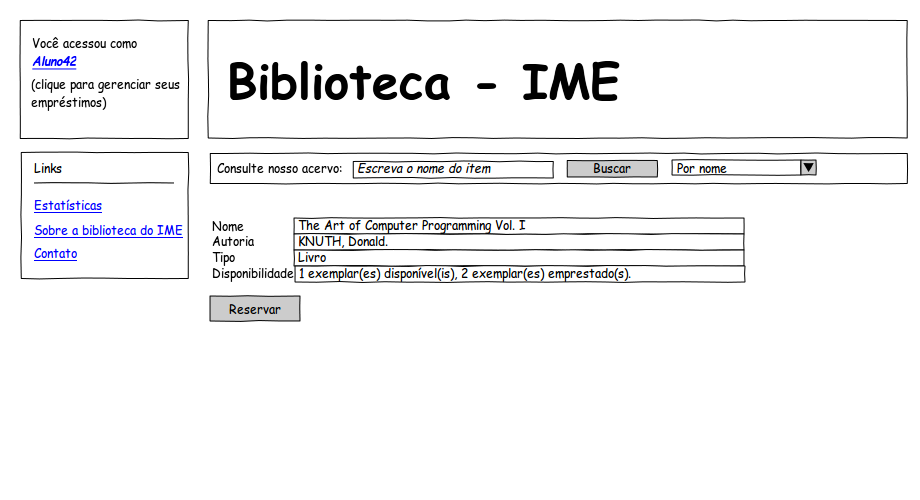 Você acessou como
Aluno42
(clique para gerenciar seus
empréstimos)
Biblioteca - IME
Links
Estatísticas
Sobre a biblioteca do IME
Contato
Consulte nosso acervo: Escreva o nome do item Buscar Por nome
Nome The Art of Computer Programming Vol. I
Autoria KNUTH, Donald.
Tipo Livro
Disponibilidade 1 exemplar(es) disponível(is), 2 exemplar(es) emprestado(s).
Reservar